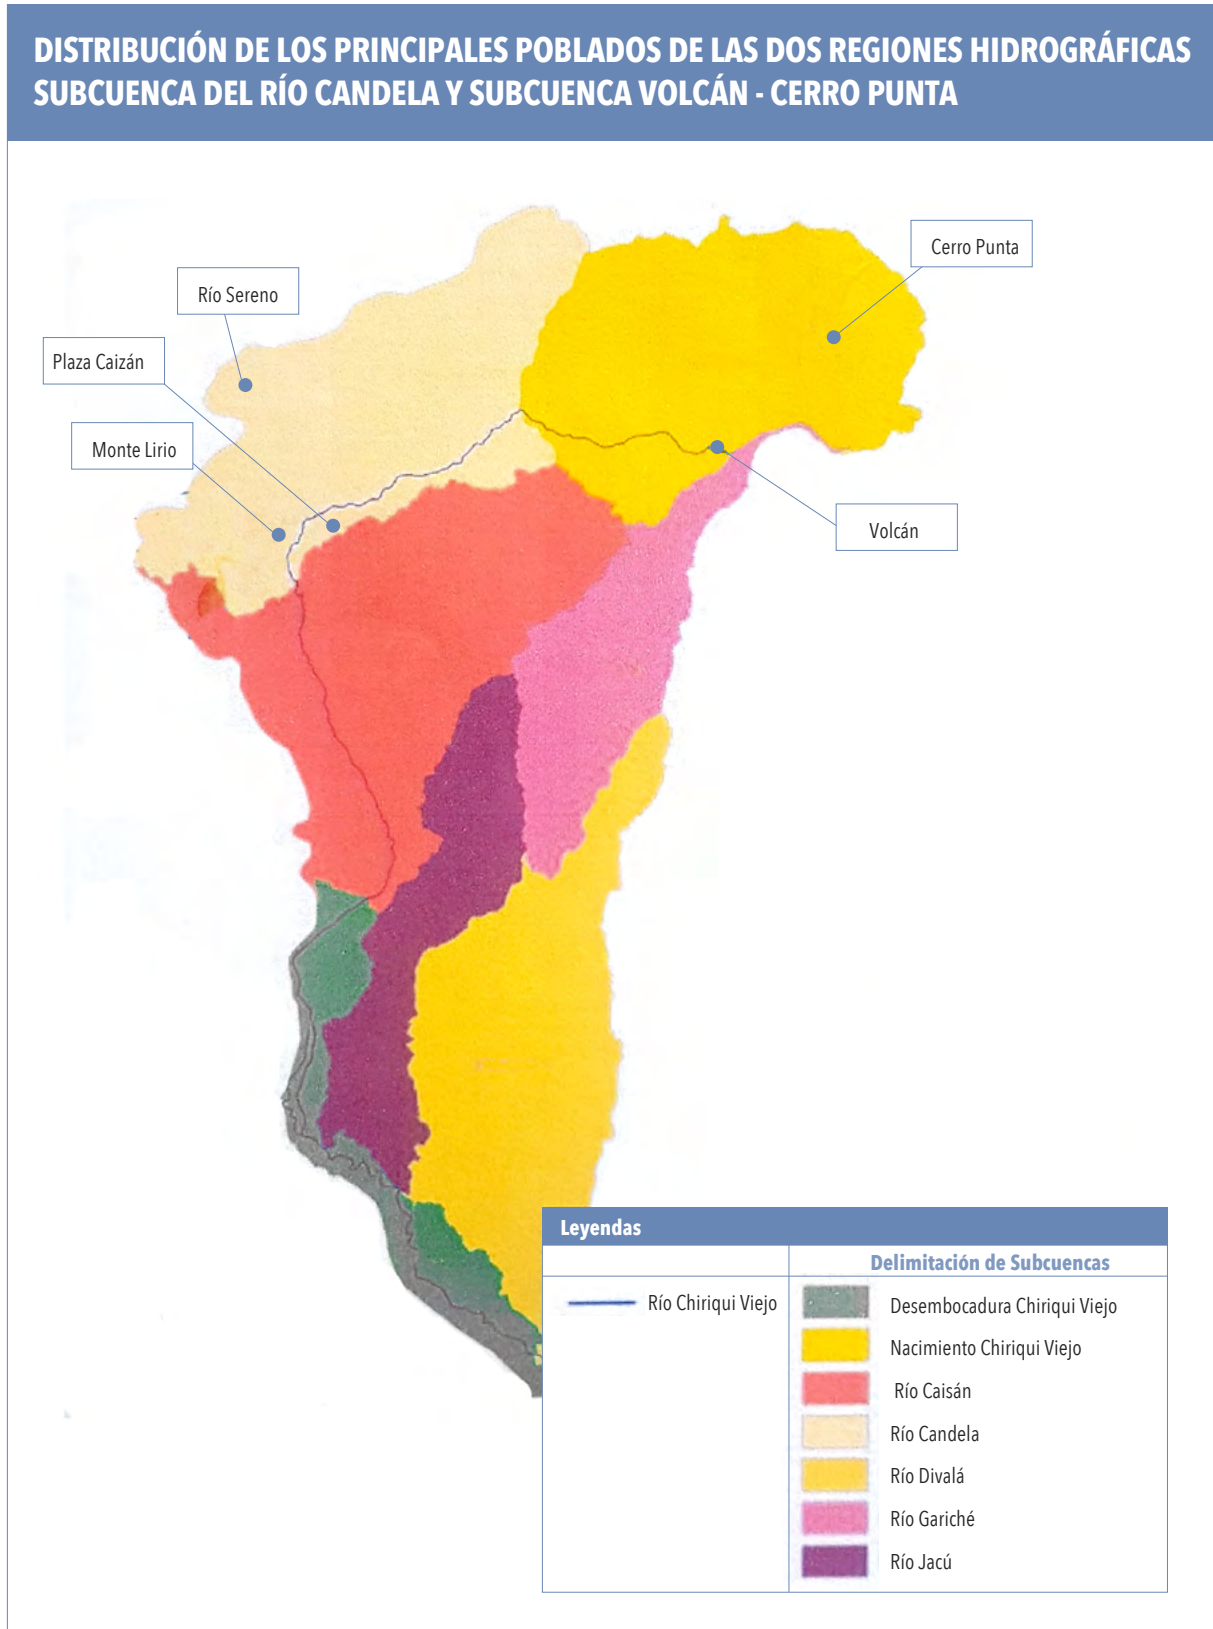 DISTRIBUCIÓN DE LOS PRINCIPALES POBLADOS DE LAS DOS REGIONES HIDROGRÁFICAS
SUBCUENCA DEL RÍO CANDELA Y SUBCUENCA VOLCÁN - CERRO PUNTA
Cerro Punta
Río Sereno
Plaza Caizán
Monte Lirio
Volcán
Leyendas
Delimitación de Subcuencas
Río Chiriqui Viejo
Desembocadura Chiriqui Viejo
Nacimiento Chiriqui Viejo
Río Caisán
Río Candela
Río Divalá
Río Gariché
Río Jacú